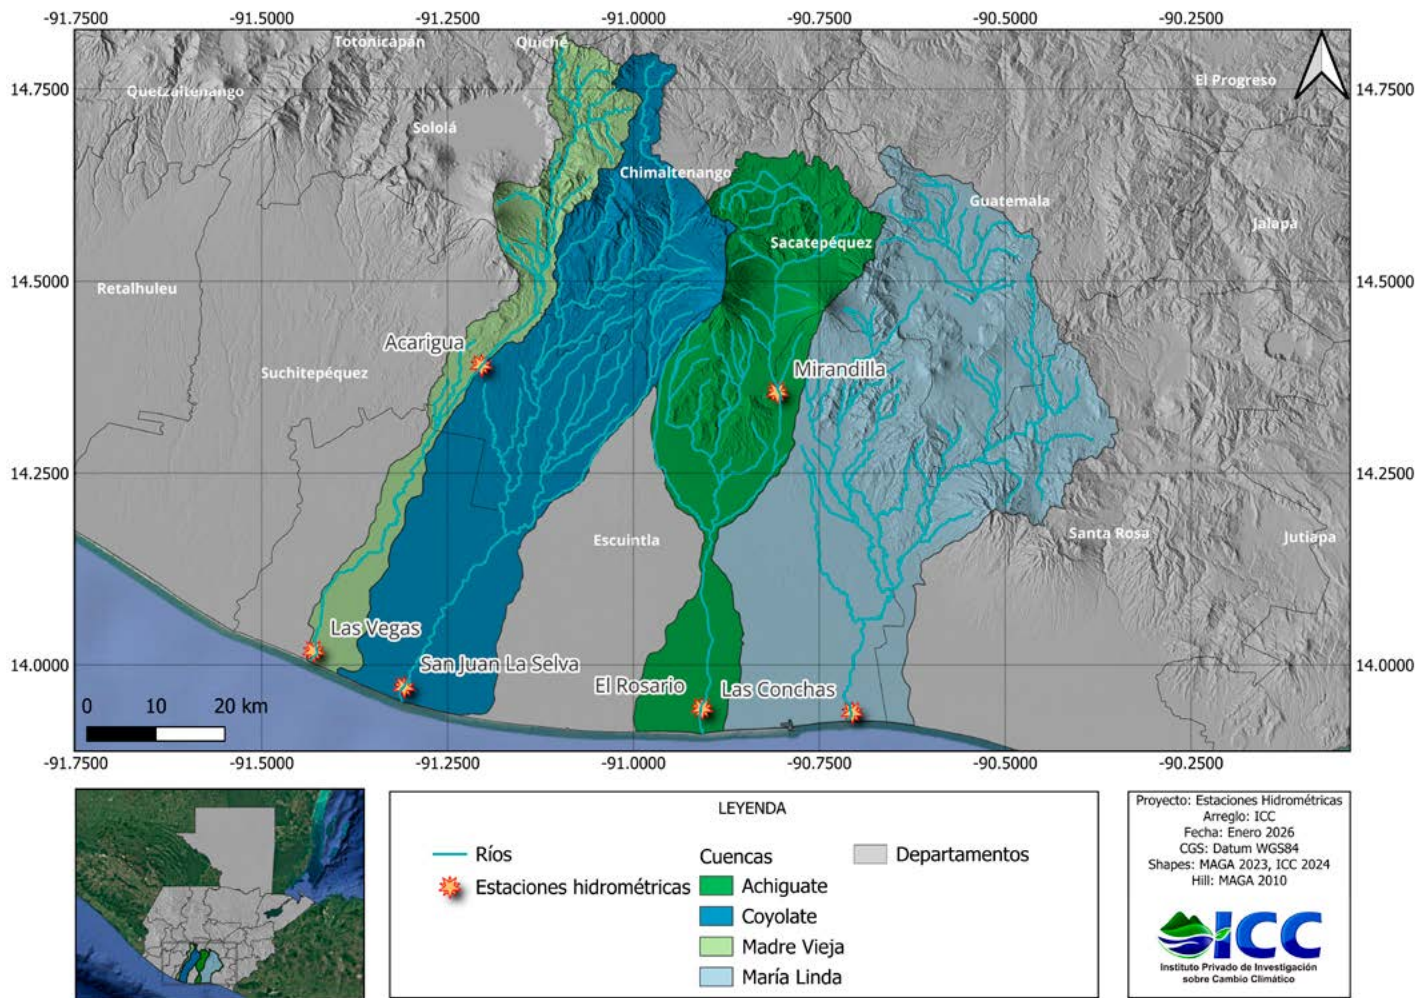 -91.7500 -91.5000 -91.2500 -91.0000 -90.7500 -90.5000 -90.2500
Totonicapán
Quiché
14.7500
Quetzaltenango
El Progreso
14.7500
Sololá
Chimaltenango
Guatemala
Jalapa
Sacatepéquez
14.5000
Retalhuleu
14.5000
Acarigua
Suchitepéquez
Mirandilla
14.2500
14.2500
Escuintla
Santa Rosa
Jutiapa
Las Vegas
14.0000
San Juan La Selva
14.0000
El Rosario
Las Conchas
0 10 20 km
-91.7500 -91.5000 -91.2500 -91.0000 -90.7500 -90.5000 -90.2500
LEYENDA
Ríos
Estaciones hidrométricas
Cuencas
Achiguate
Coyolate
Madre Vieja
María Linda
Departamentos
Proyecto: Estaciones Hidrométricas
Arreglo: ICC
Fecha: Enero 2026
CGS: Datum WGS84
Shapes: MAGA 2023, ICC 2024
Hill: MAGA 2010
ICC
Instituto Privado de Investigación
sobre Cambio Climático